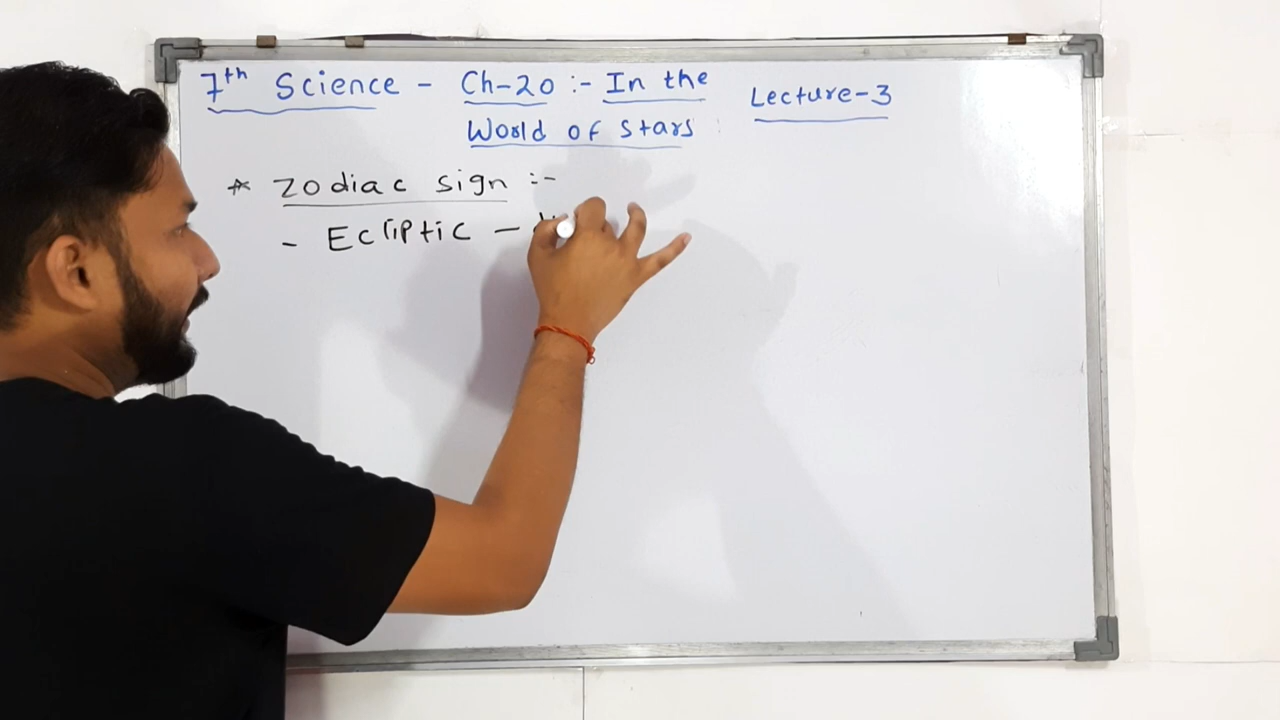 7th Science - Ch-20 :- In the
World of Stars
Lecture-3
* Zodiac sign :-
- Ecliptic -